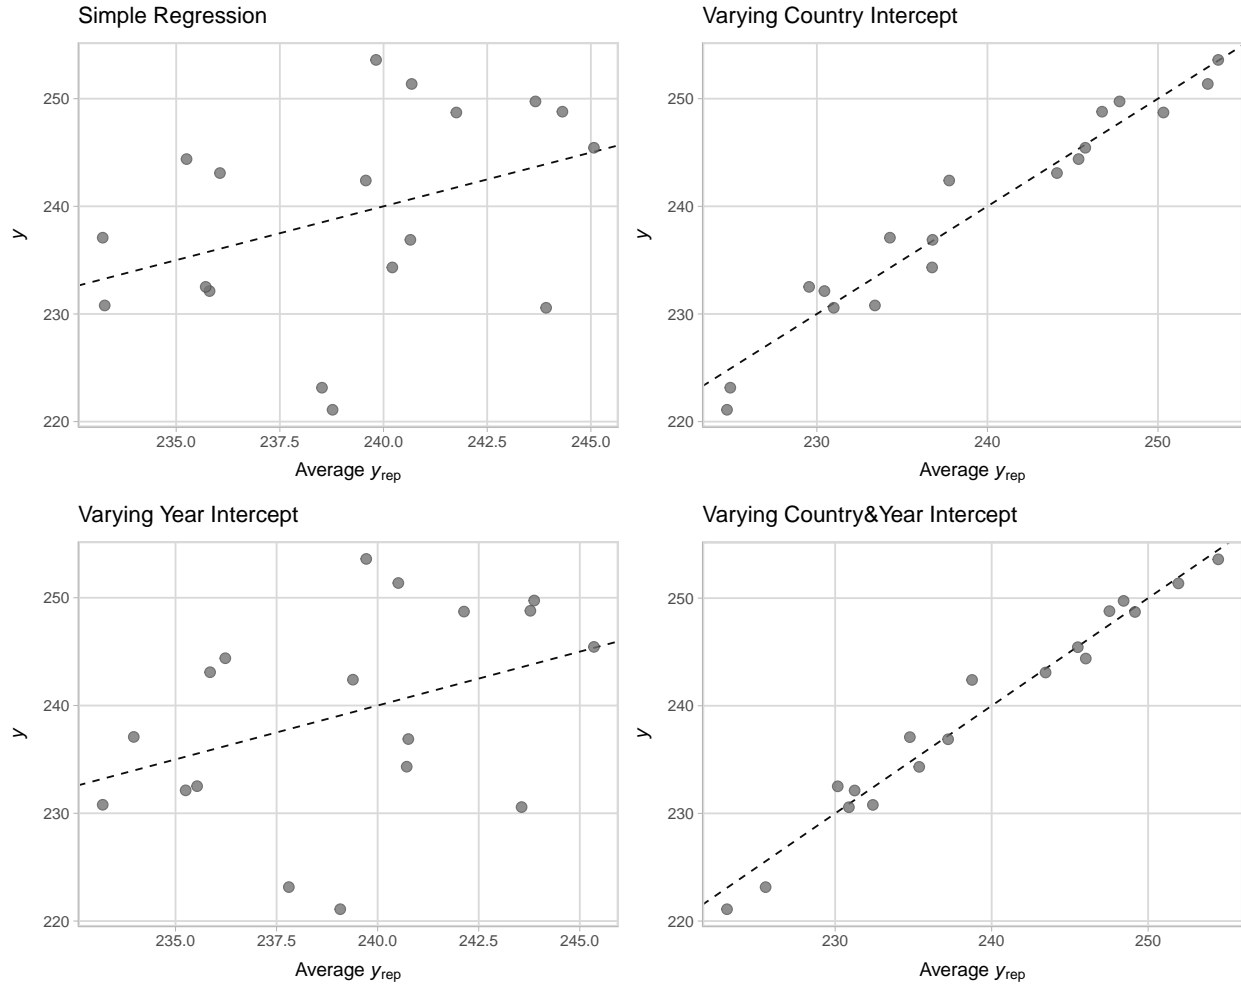 Simple Regression
y
250
240
230
220
235.0 237.5 240.0 242.5 245.0
Average yrep
Varying Country Intercept
y
250
240
230
220
230 240 250
Average yrep
Varying Year Intercept
y
250
240
230
220
235.0 237.5 240.0 242.5 245.0
Average yrep
Varying Country&Year Intercept
y
250
240
230
220
230 240 250
Average yrep